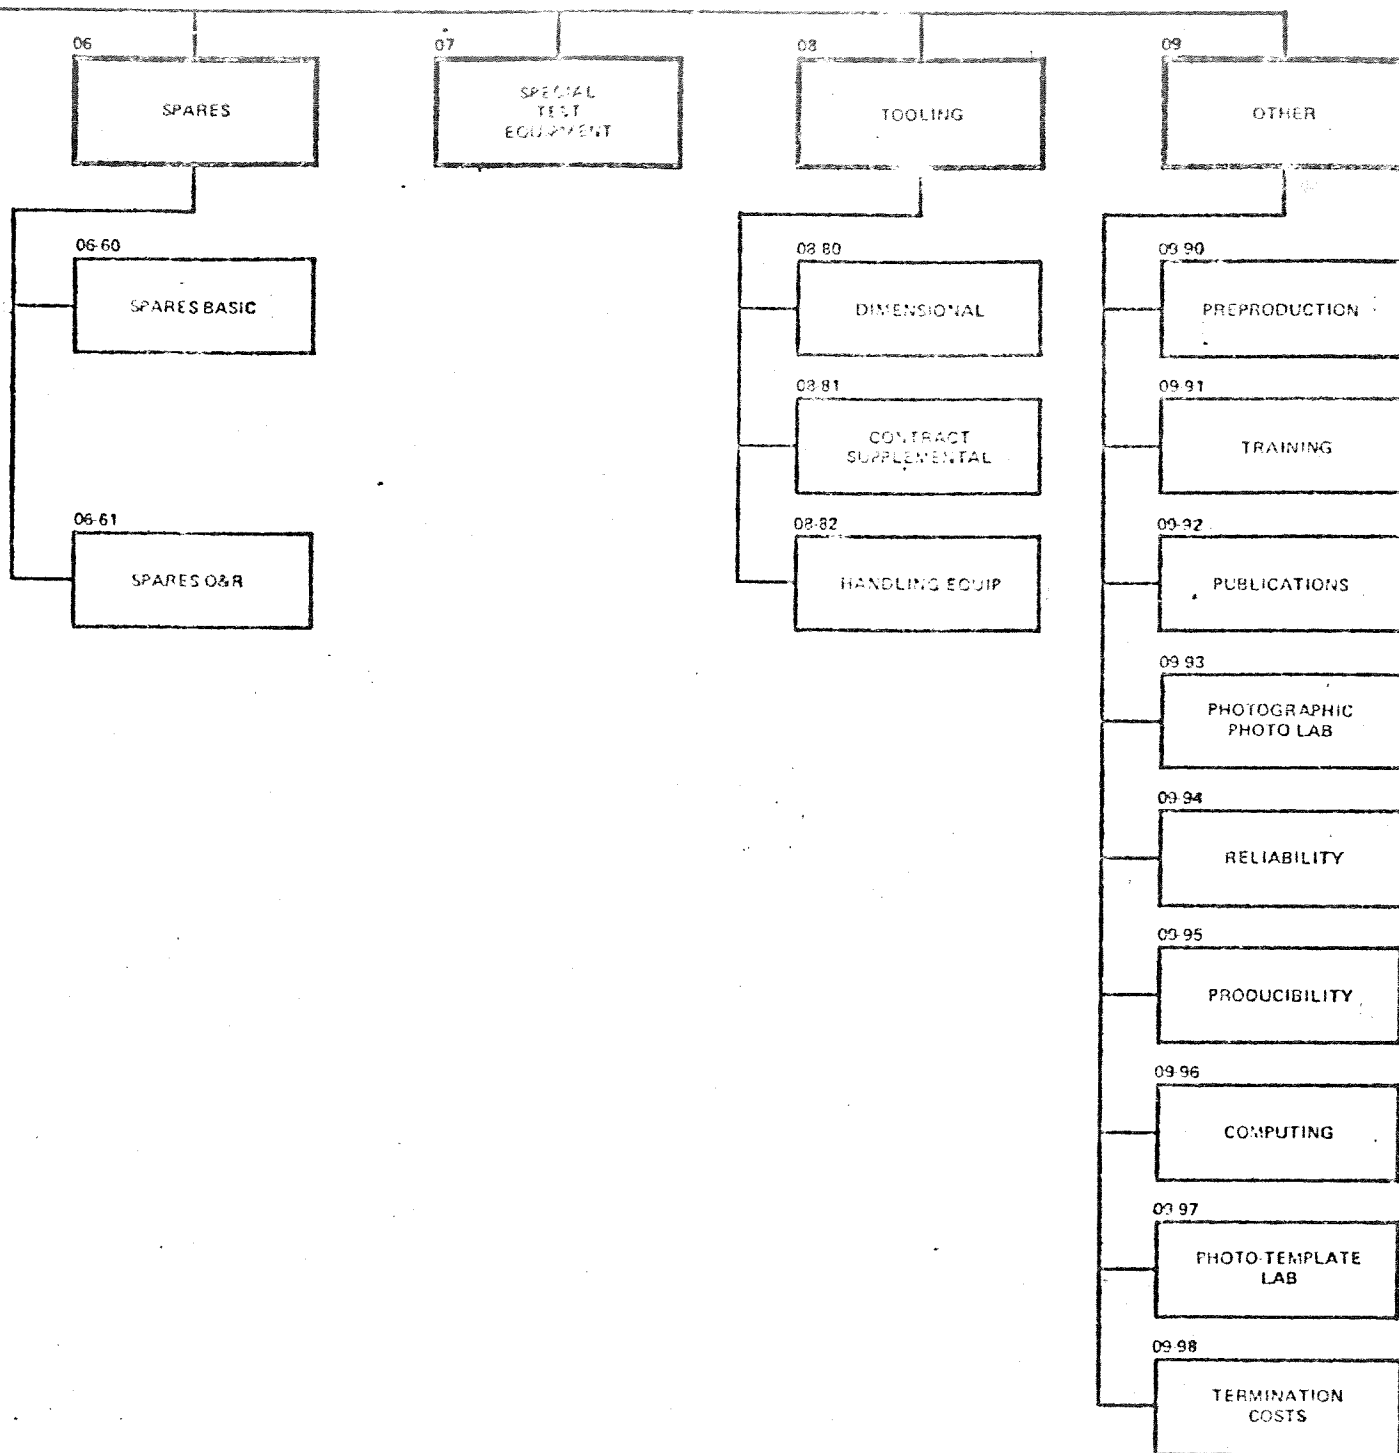 06
SPARES
06-60
SPARES BASIC
06-61
SPARES O&R
07
SPECIAL
TEST
EQUIPMENT
08
TOOLING
08-80
DIMENSIONAL
08-81
CONTRACT
SUPPLEMENTAL
08-82
HANDLING EQUIP
09
OTHER
09-90
PREPRODUCTION
09-91
TRAINING
09-92
PUBLICATIONS
09-93
PHOTOGRAPHIC
PHOTO LAB
09-94
RELIABILITY
09-95
PRODUCIBILITY
09-96
COMPUTING
09-97
PHOTO-TEMPLATE
LAB
09-98
TERMINATION
COSTS